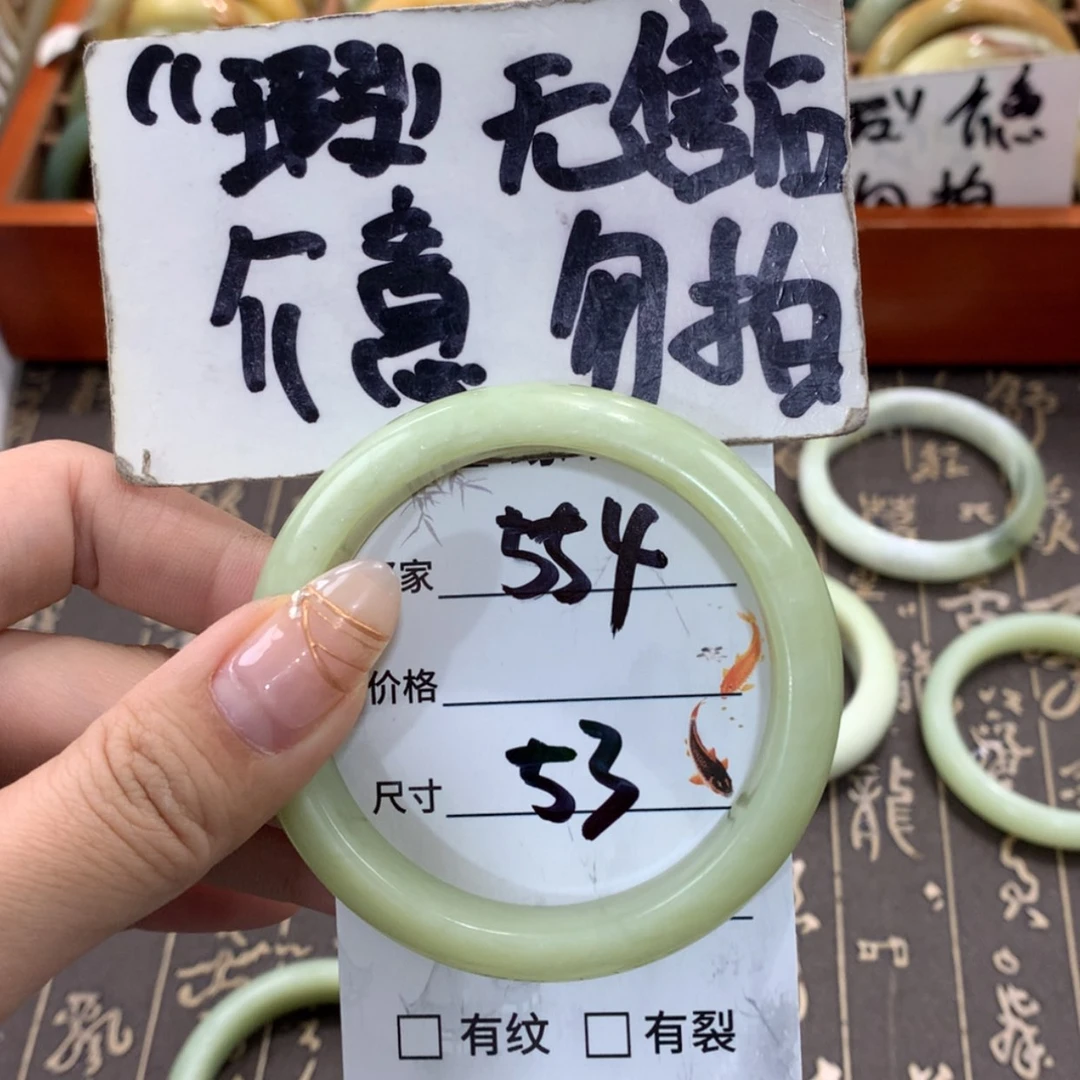 “瑕裂”无售后
介意 勿拍
家 554
价格
尺寸 53
□ 有纹 □ 有裂